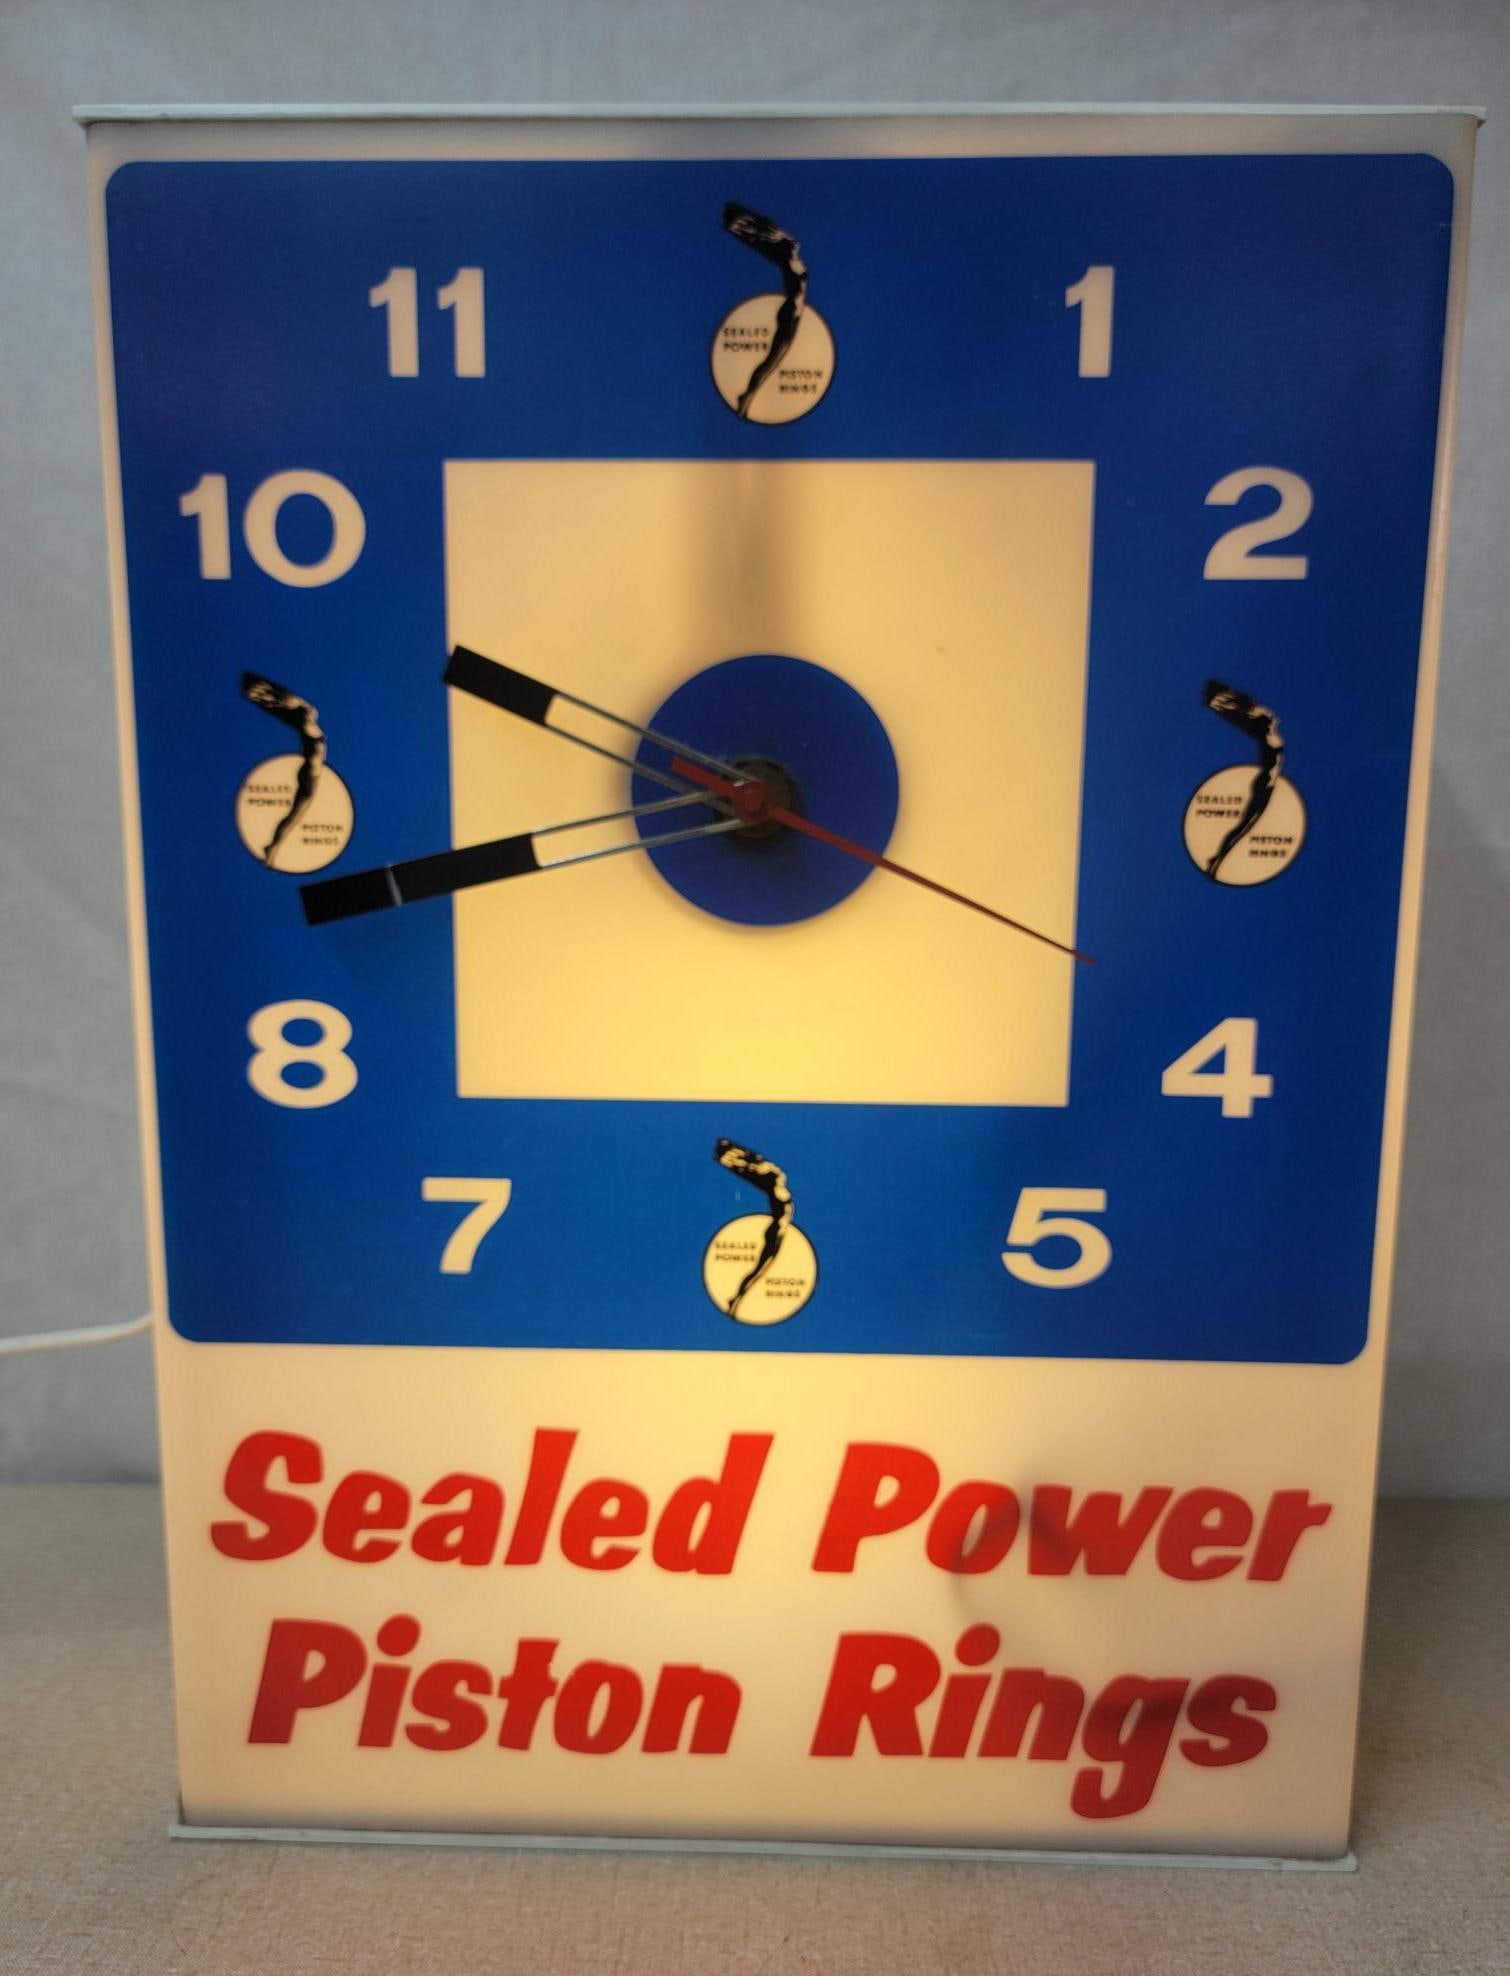 11
1
SEALED
POWER
PISTON
RINGS
10
2
SEALED
POWER
PISTON
RINGS
SEALED
POWER
PISTON
RINGS
8
4
7
5
SEALED
POWER
PISTON
RINGS
Sealed Power
Piston Rings